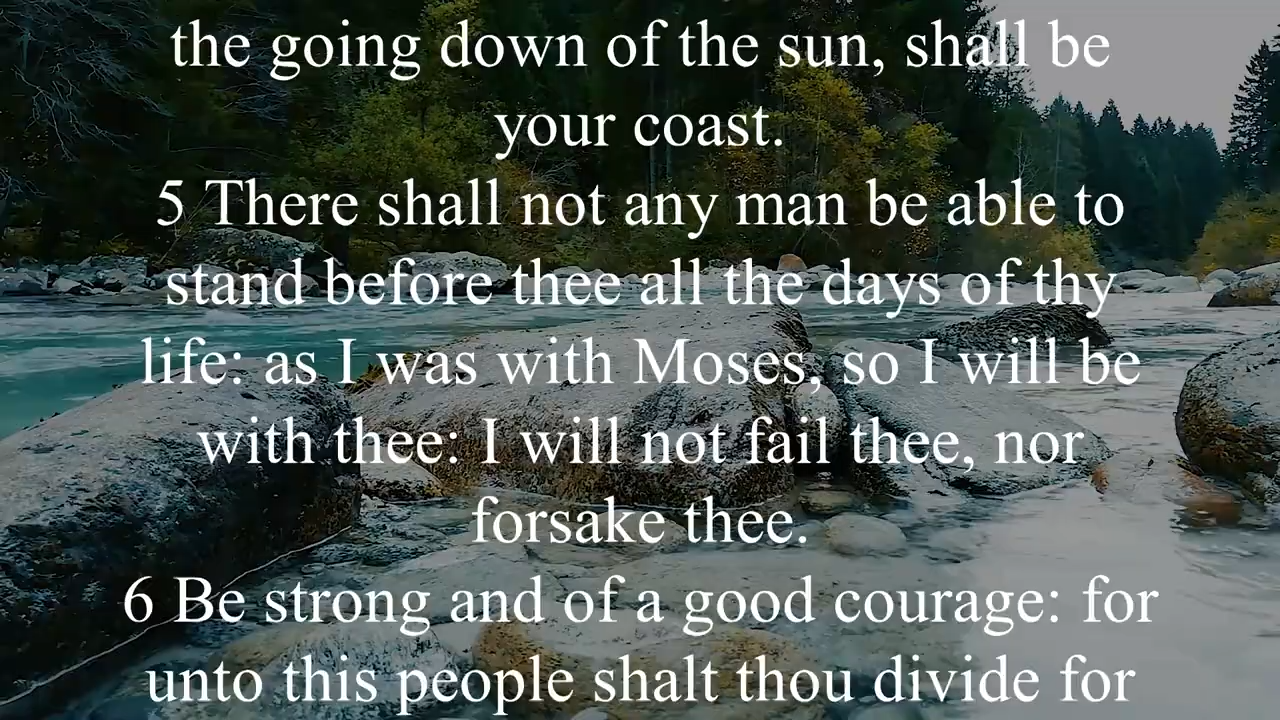 the going down of the sun, shall be
your coast.
5 There shall not any man be able to
stand before thee all the days of thy
life: as I was with Moses, so I will be
with thee: I will not fail thee, nor
forsake thee.
6 Be strong and of a good courage: for
unto this people shalt thou divide for